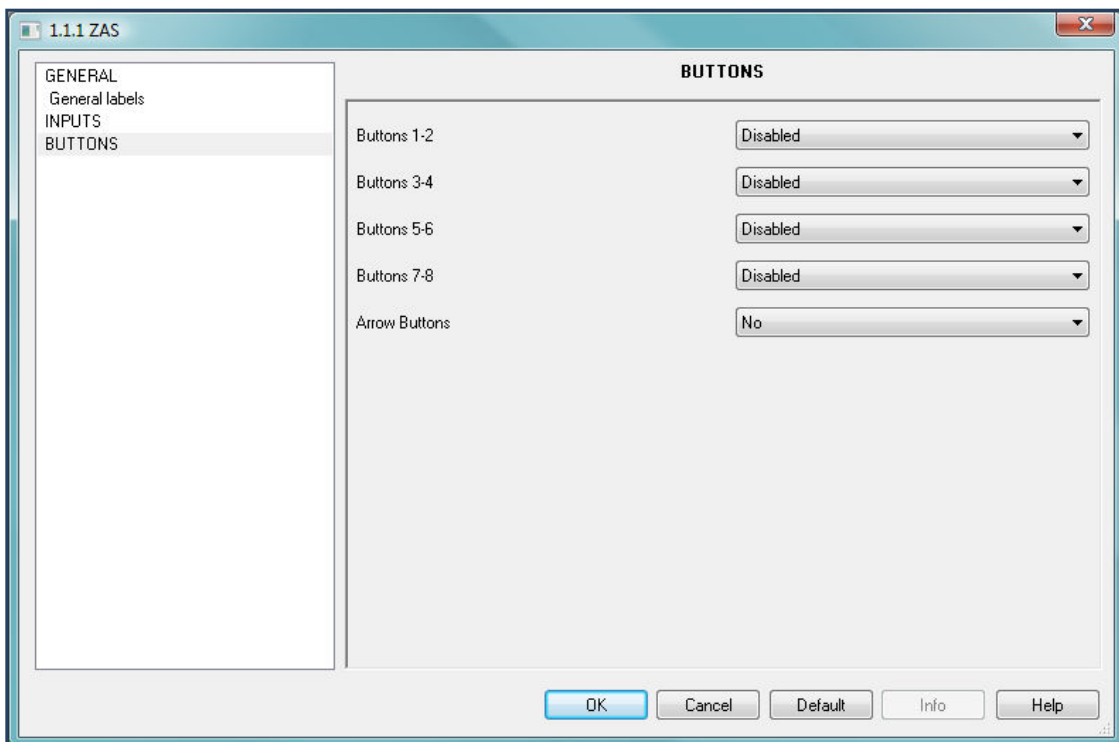 1.1.1 ZAS
GENERAL
General labels
INPUTS
BUTTONS
BUTTONS
Buttons 1-2 Disabled
Buttons 3-4 Disabled
Buttons 5-6 Disabled
Buttons 7-8 Disabled
Arrow Buttons No
OK Cancel Default Info Help